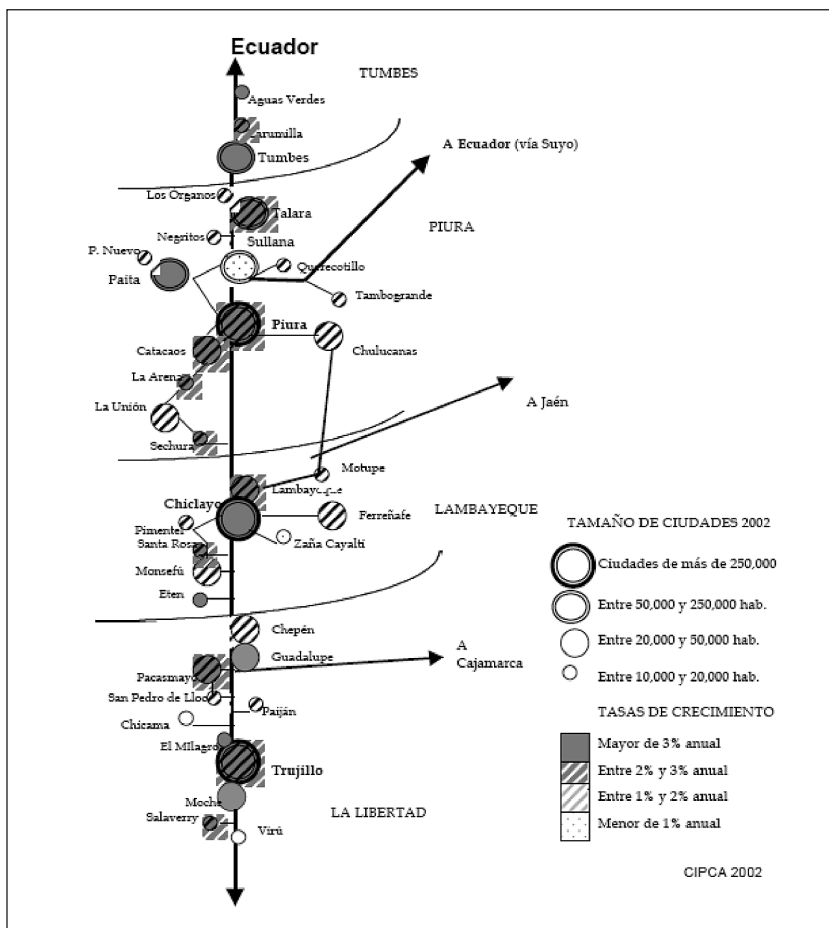 Ecuador
TUMBES
Aguas Verdes
Zarumilla
Tumbes
A Ecuador (vía Suyo)
Los Organos
Talara
PIURA
Negritos
Sullana
P. Nuevo
Querecotillo
Paita
Tambogrande
Piura
Catacaos
Chulucanas
La Arena
A Jaén
La Unión
Sechura
Motupe
Lambayeque
Chiclayo
LAMBAYEQUE
Ferreñafe
Pimentel
Zaña Cayaltí
Santa Rosa
Monsefú
Eten
TAMAÑO DE CIUDADES 2002
Ciudades de más de 250,000
Entre 50,000 y 250,000 hab.
Entre 20,000 y 50,000 hab.
Entre 10,000 y 20,000 hab.
Chepén
A
Cajamarca
Guadalupe
Pacasmayo
San Pedro de Lloc
Paiján
Chicama
El MIlagro
Trujillo
Moche
LA LIBERTAD
Salaverry
Virú
TASAS DE CRECIMIENTO
Mayor de 3% anual
Entre 2% y 3% anual
Entre 1% y 2% anual
Menor de 1% anual
CIPCA 2002